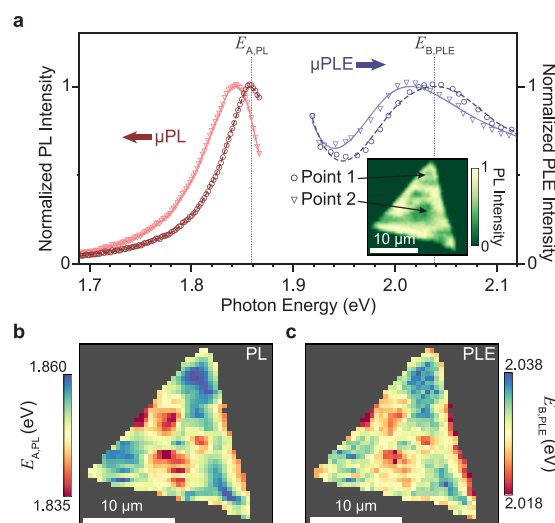 a
E_A,PL
E_B,PLE
µPLE
µPL
Normalized PL Intensity
Normalized PLE Intensity
1
0
1
0
Point 1
Point 2
10 µm
1
0
PL Intensity
1.7
1.8
1.9
2.0
2.1
Photon Energy (eV)
b
PL
1.860
1.835
E_A,PL (eV)
10 µm
c
PLE
2.038
2.018
E_B,PLE (eV)
10 µm